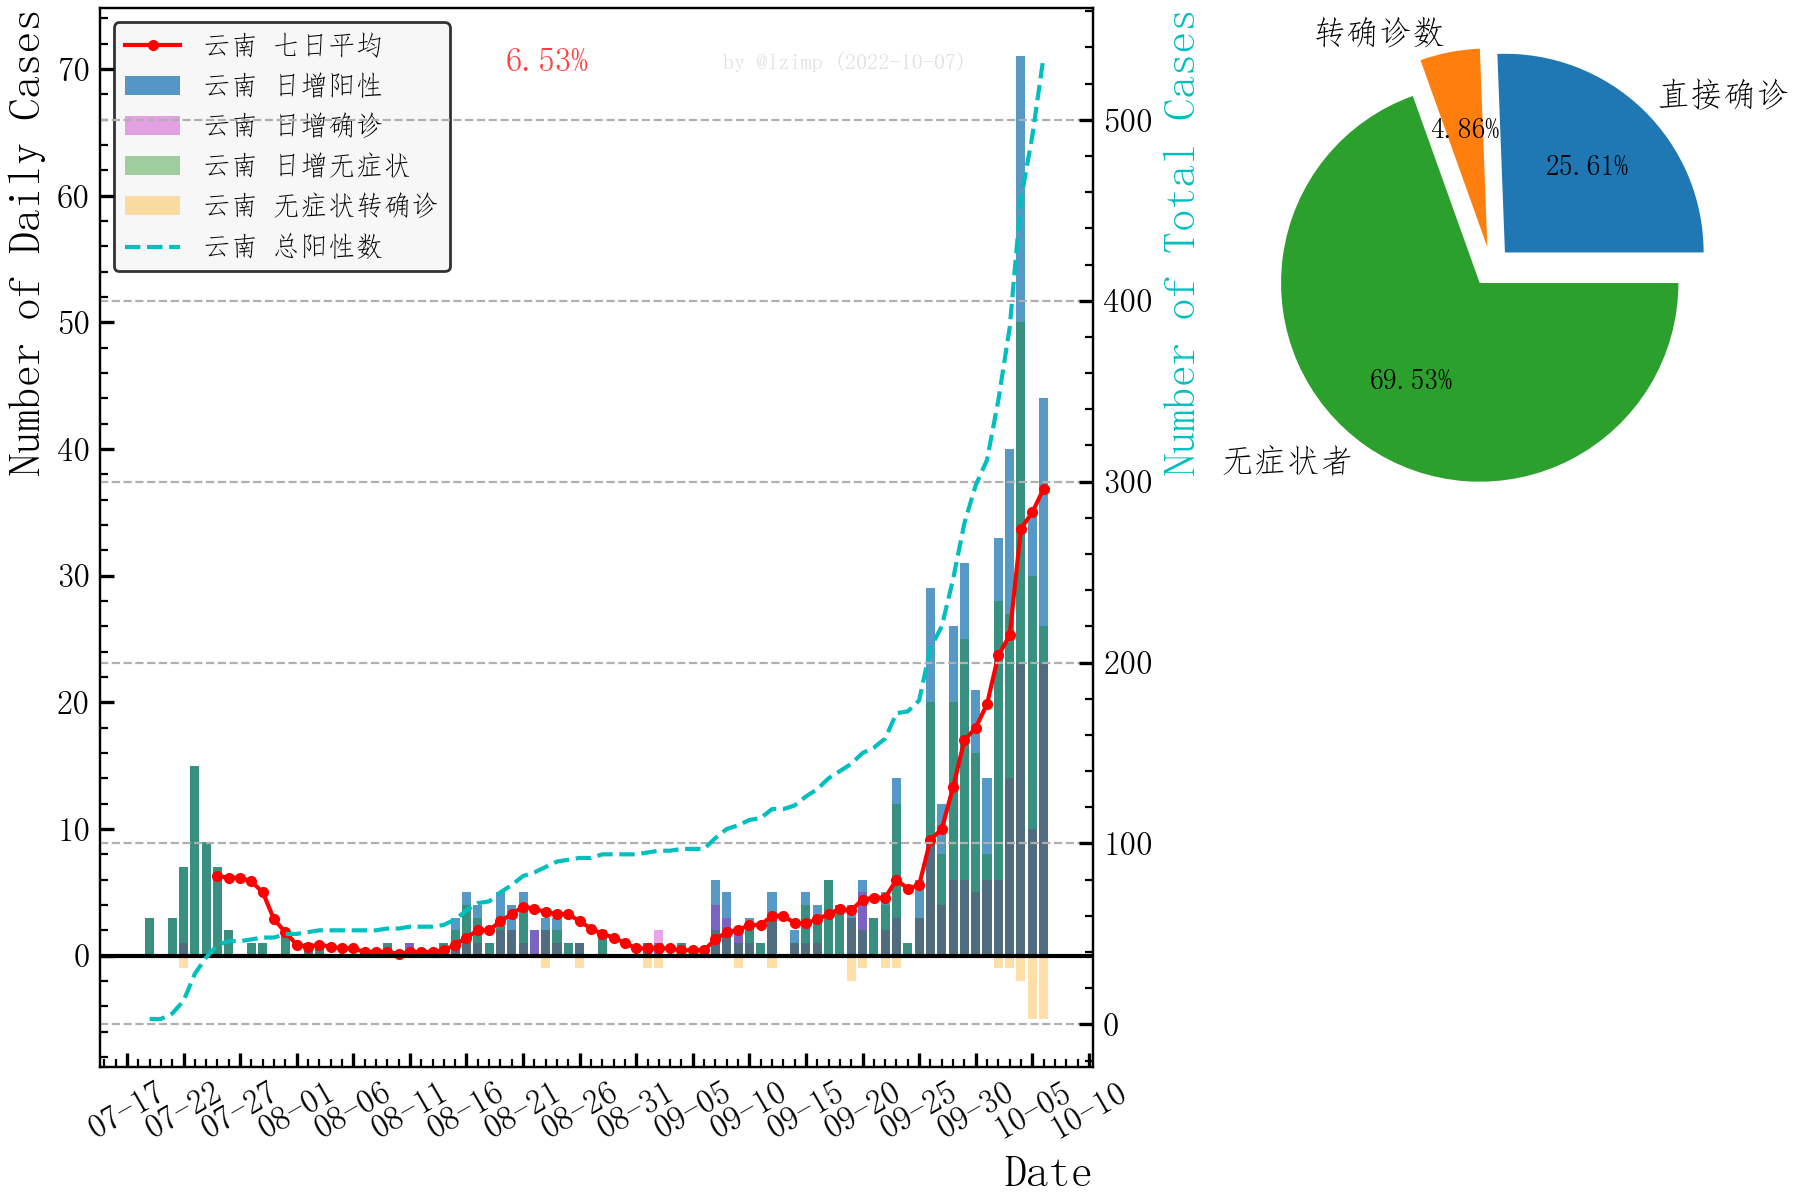 Number of Daily Cases
70
60
50
40
30
20
10
0
云南 七日平均
云南 日增阳性
云南 日增确诊
云南 日增无症状
云南 无症状转确诊
云南 总阳性数
6.53%
by @lzimp (2022-10-07)
500
400
300
200
100
0
Number of Total Cases
07-17
07-22
07-27
08-01
08-06
08-11
08-16
08-21
08-26
08-31
09-05
09-10
09-15
09-20
09-25
09-30
10-05
10-10
Date
转确诊数
直接确诊
4.86%
25.61%
69.53%
无症状者